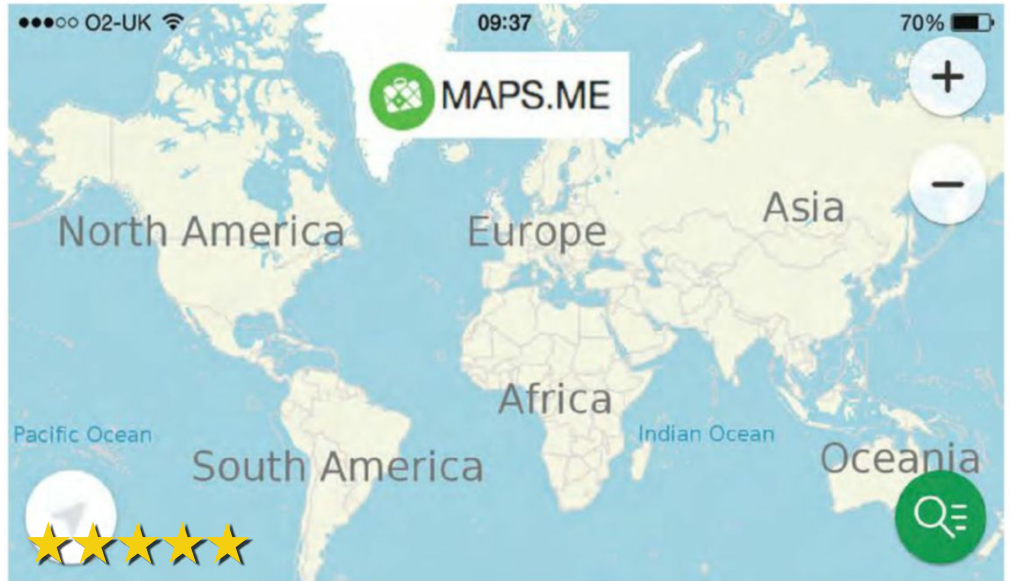 O2-UK 09:37 70%
MAPS.ME
North America Europe Asia
Africa
Pacific Ocean Indian Ocean
South America Oceania